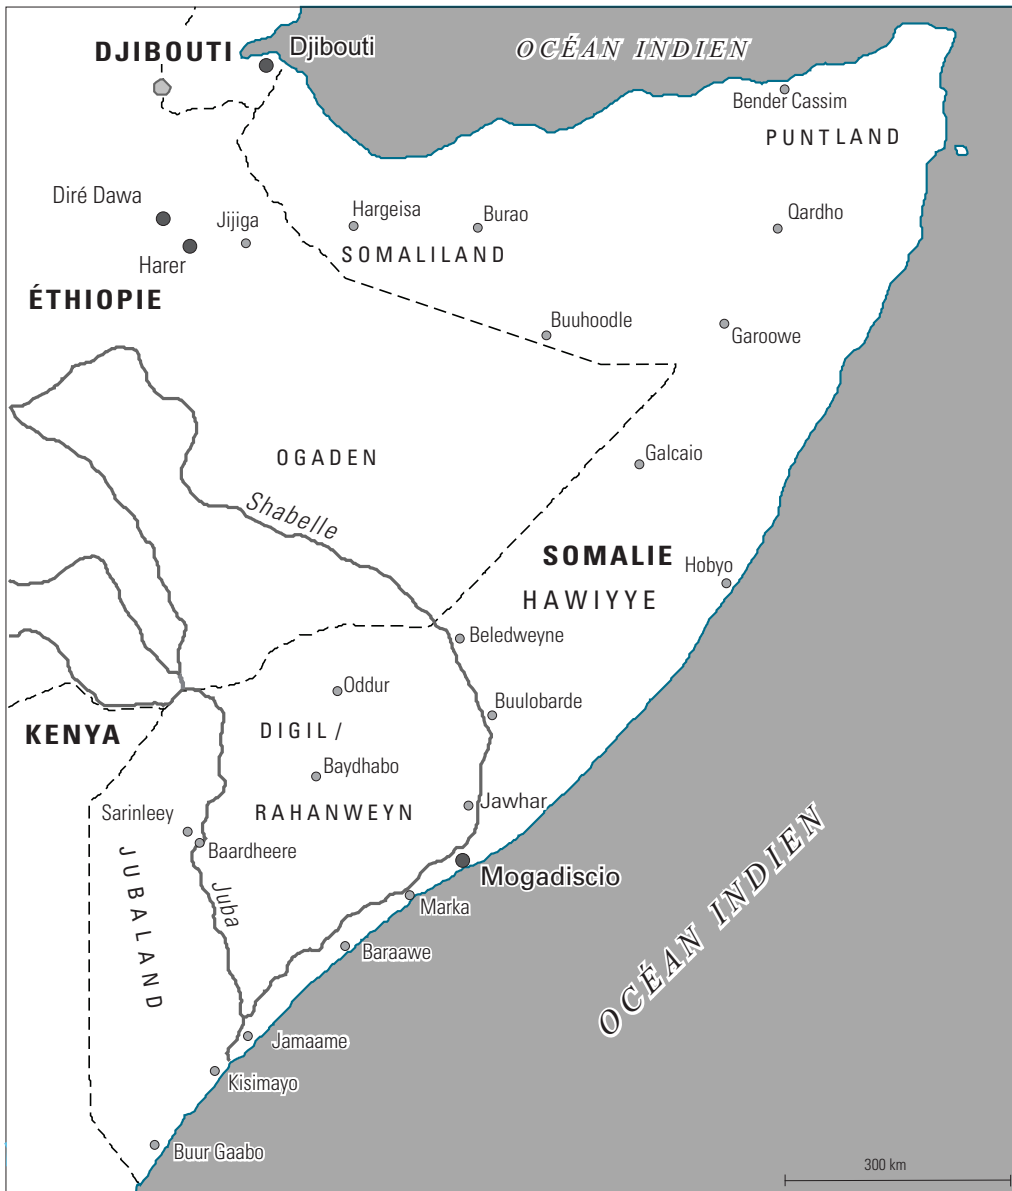 DJIBOUTI
Djibouti
OCÉAN INDIEN
Bender Cassim
PUNTLAND
Diré Dawa
Jijiga
Hargeisa
Burao
Qardho
Harer
SOMALILAND
ÉTHIOPIE
Buuhoodle
Garoowe
OGADEN
Galcaio
Shabelle
SOMALIE
Hobyo
HAWIYYE
Beledweyne
Oddur
Buulobarde
KENYA
DIGIL /
Baydhabo
Jawhar
RAHANWEYN
Sarinleey
Baardheere
Mogadiscio
JUBALAND
Juba
Marka
OCÉAN INDIEN
Baraawe
Jamaame
Kisimayo
Buur Gaabo
300 km